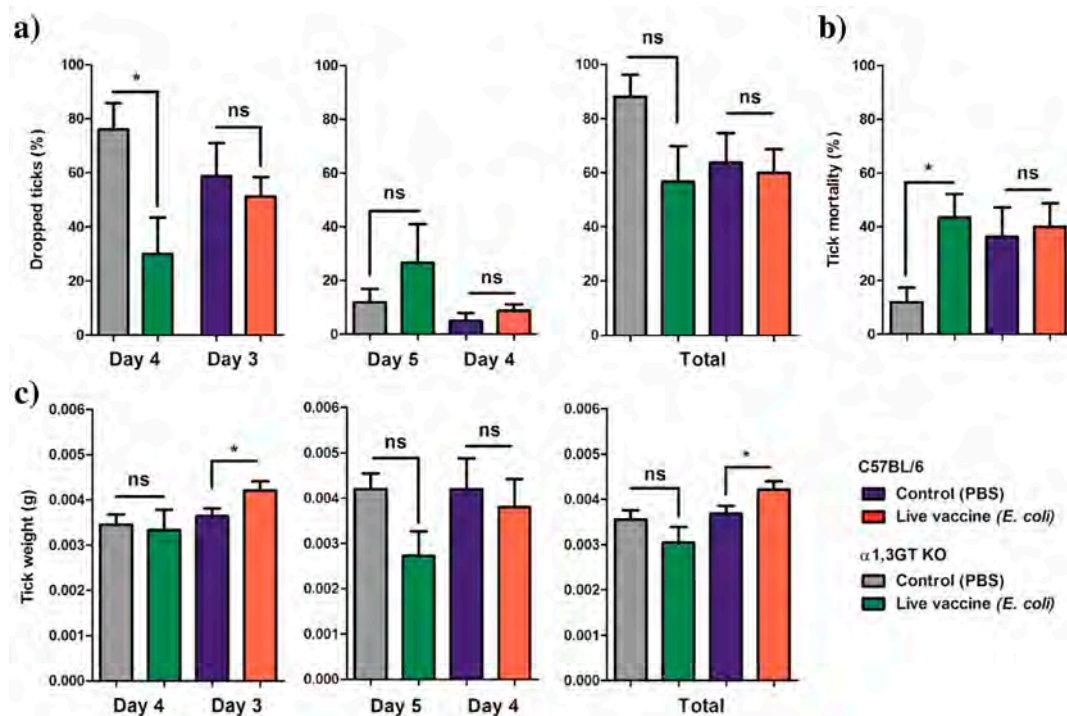 a)
Dropped ticks (%)
100
80
60
40
20
0
*
ns
Day 4
Day 3
100
80
60
40
20
0
ns
ns
Day 5
Day 4
100
80
60
40
20
0
ns
ns
Total
b)
Tick mortality (%)
100
80
60
40
20
0
*
ns
c)
Tick weight (g)
0.006
0.005
0.004
0.003
0.002
0.001
0.000
ns
*
Day 4
Day 3
0.006
0.005
0.004
0.003
0.002
0.001
0.000
ns
ns
Day 5
Day 4
0.006
0.005
0.004
0.003
0.002
0.001
0.000
ns
*
Total
C57BL/6
Control (PBS)
Live vaccine (E. coli)
α1,3GT KO
Control (PBS)
Live vaccine (E. coli)